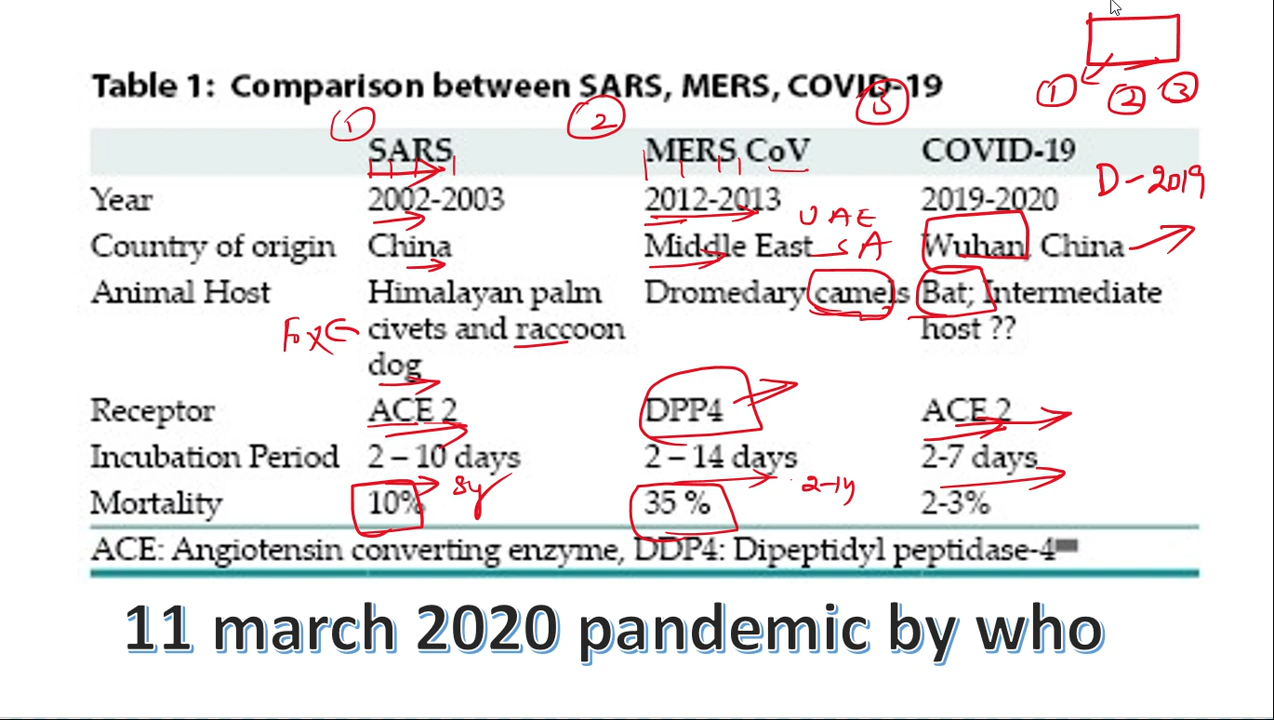 ① ② ③
Table 1: Comparison between SARS, MERS, COVID-19
① ② ③
SARS MERS CoV COVID-19
D-2019
Year 2002-2003 2012-2013 2019-2020
UAE
Country of origin China Middle East SA Wuhan, China
Animal Host Himalayan palm Dromedary camels Bat; Intermediate
Fox civets and raccoon host ??
dog
Receptor ACE 2 DPP4 ACE 2
Incubation Period 2 – 10 days 2 – 14 days 2-7 days
Mortality 10% 35 % 2-14 2-3%
ACE: Angiotensin converting enzyme, DDP4: Dipeptidyl peptidase-4
11 march 2020 pandemic by who